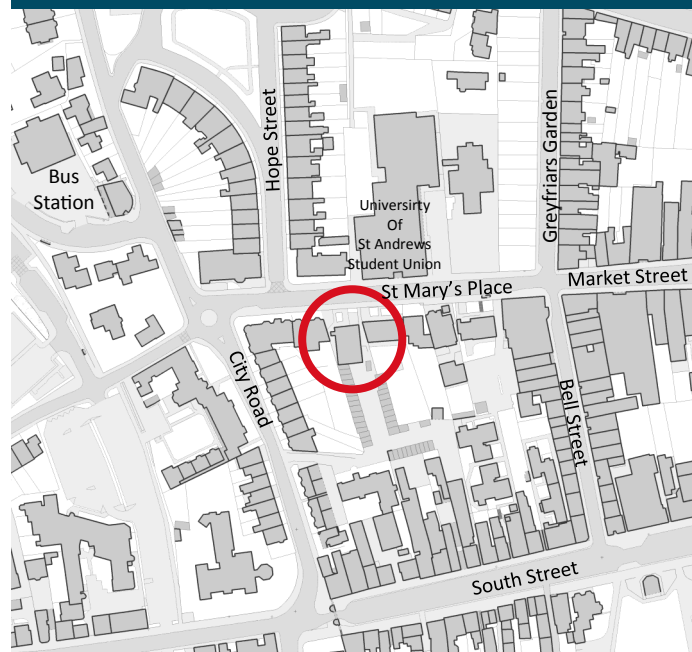 Hope Street
Greyfriars Garden
Bus
Station
Univerisrty
Of
St Andrews
Student Union
Market Street
St Mary's Place
City Road
Bell Street
South Street